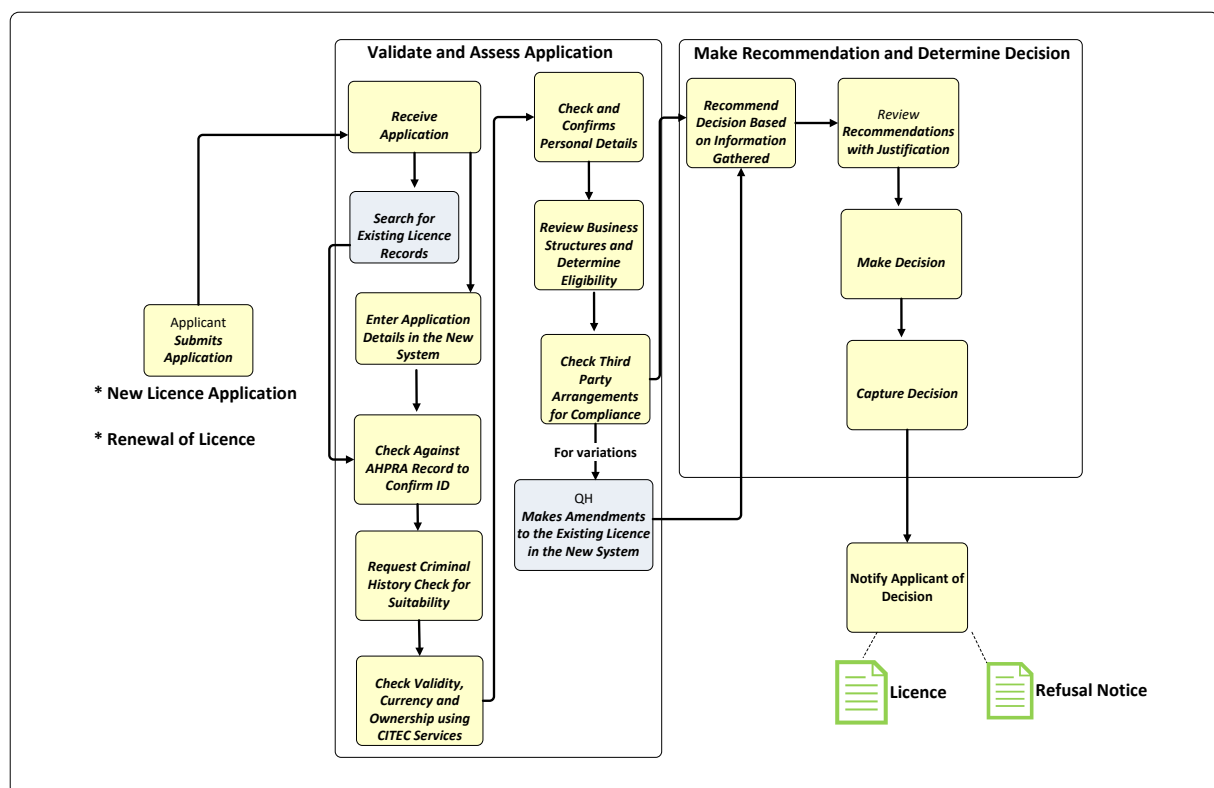 Validate and Assess Application
Make Recommendation and Determine Decision
Applicant
Submits
Application
* New Licence Application
* Renewal of Licence
Receive
Application
Search for
Existing Licence
Records
Enter Application
Details in the New
System
Check Against
AHPRA Record to
Confirm ID
Request Criminal
History Check for
Suitability
Check Validity,
Currency and
Ownership using
CITEC Services
Check and
Confirms
Personal Details
Review Business
Structures and
Determine
Eligibility
Check Third
Party
Arrangements
for Compliance
For variations
QH
Makes Amendments
to the Existing Licence
in the New System
Recommend
Decision Based
on Information
Gathered
Review
Recommendations
with Justification
Make Decision
Capture Decision
Notify Applicant of
Decision
Licence
Refusal Notice